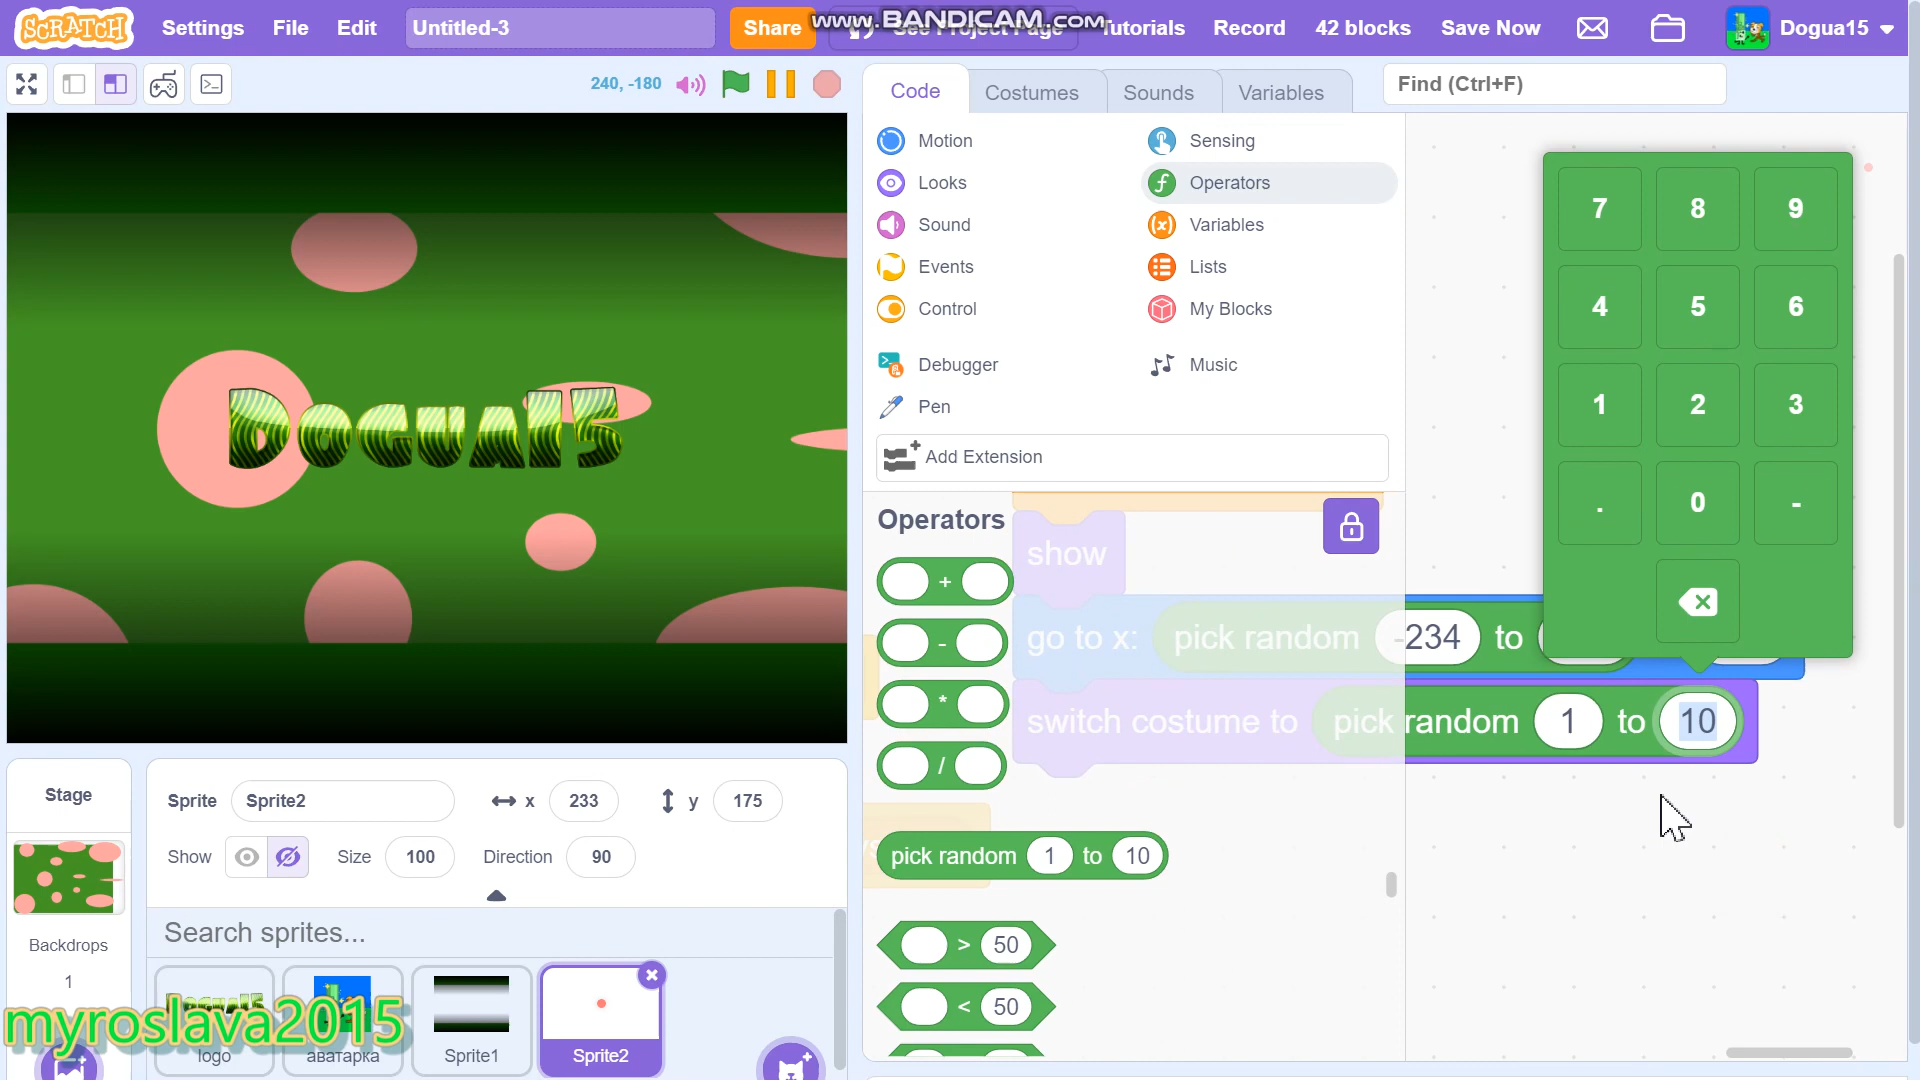 SCRATCH Settings File Edit Untitled-3 Share See Project Page Tutorials Record 42 blocks Save Now Dogua15
www.BANDICAM.com
240, -180
Code Costumes Sounds Variables Find (Ctrl+F)
Motion Sensing
Looks Operators
Sound Variables
Events Lists
Control My Blocks
Debugger Music
Pen
Add Extension
7 8 9
4 5 6
1 2 3
. 0 -
Dogua15
Operators
show
+
-
*
/
go to x: pick random -234 to
switch costume to pick random 1 to 10
pick random 1 to 10
> 50
< 50
Stage
Backdrops
1
Sprite Sprite2 x 233 y 175
Show Size 100 Direction 90
Search sprites...
myroslava2015
logo аватарка Sprite1 Sprite2